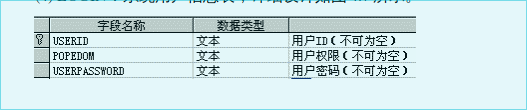 字段名称 数据类型
USERID 文本 用户ID(不可为空)
POPEDOM 文本 用户权限(不可为空)
USERPASSWORD 文本 用户密码(不可为空)